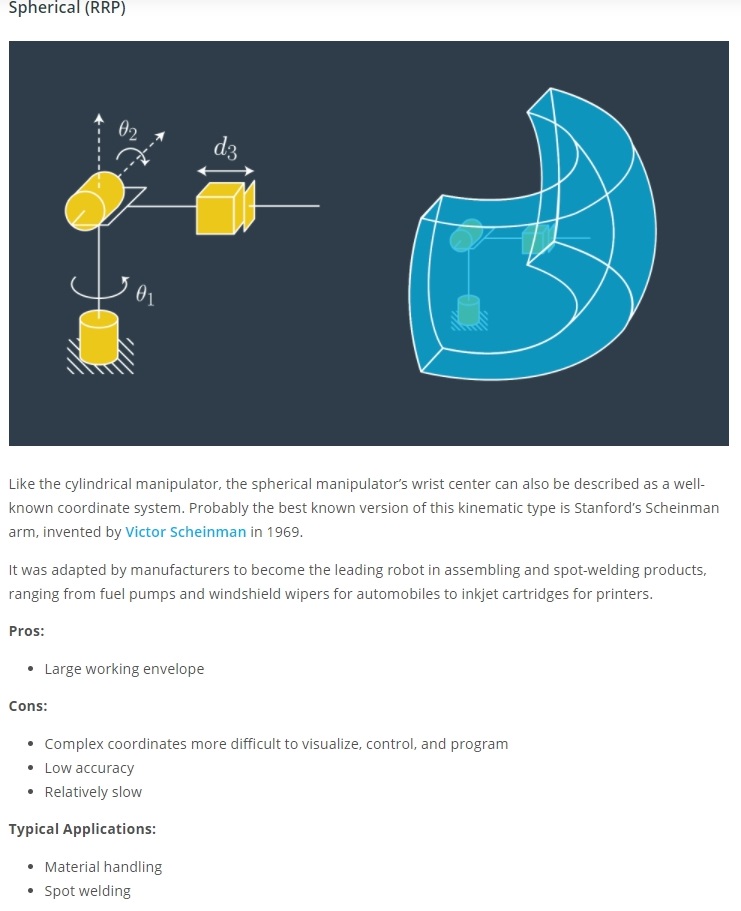 Spherical (RRP)
θ2
d3
θ1
Like the cylindrical manipulator, the spherical manipulator’s wrist center can also be described as a well-
known coordinate system. Probably the best known version of this kinematic type is Stanford’s Scheinman
arm, invented by Victor Scheinman in 1969.
It was adapted by manufacturers to become the leading robot in assembling and spot-welding products,
ranging from fuel pumps and windshield wipers for automobiles to inkjet cartridges for printers.
Pros:
• Large working envelope
Cons:
• Complex coordinates more difficult to visualize, control, and program
• Low accuracy
• Relatively slow
Typical Applications:
• Material handling
• Spot welding